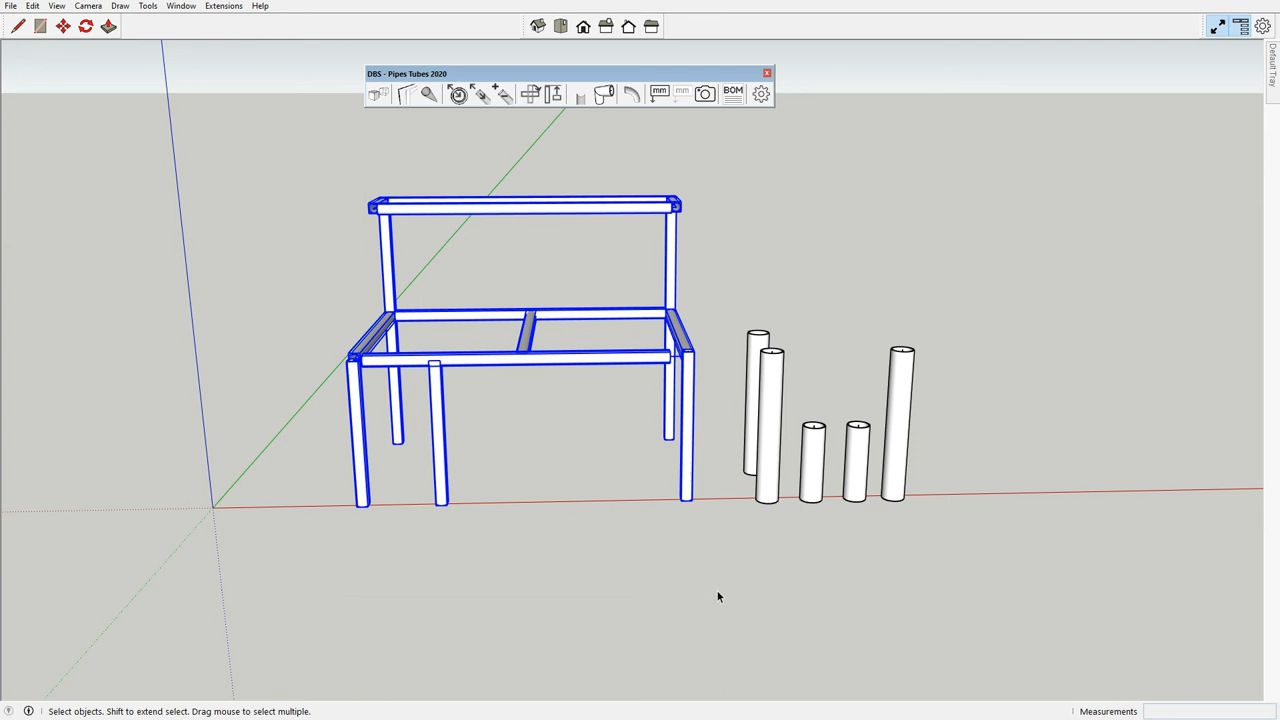 File Edit View Camera Draw Tools Window Extensions Help
DBS - Pipes Tubes 2020
mm mm BOM
Default Tray
Select objects. Shift to extend select. Drag mouse to select multiple.
Measurements